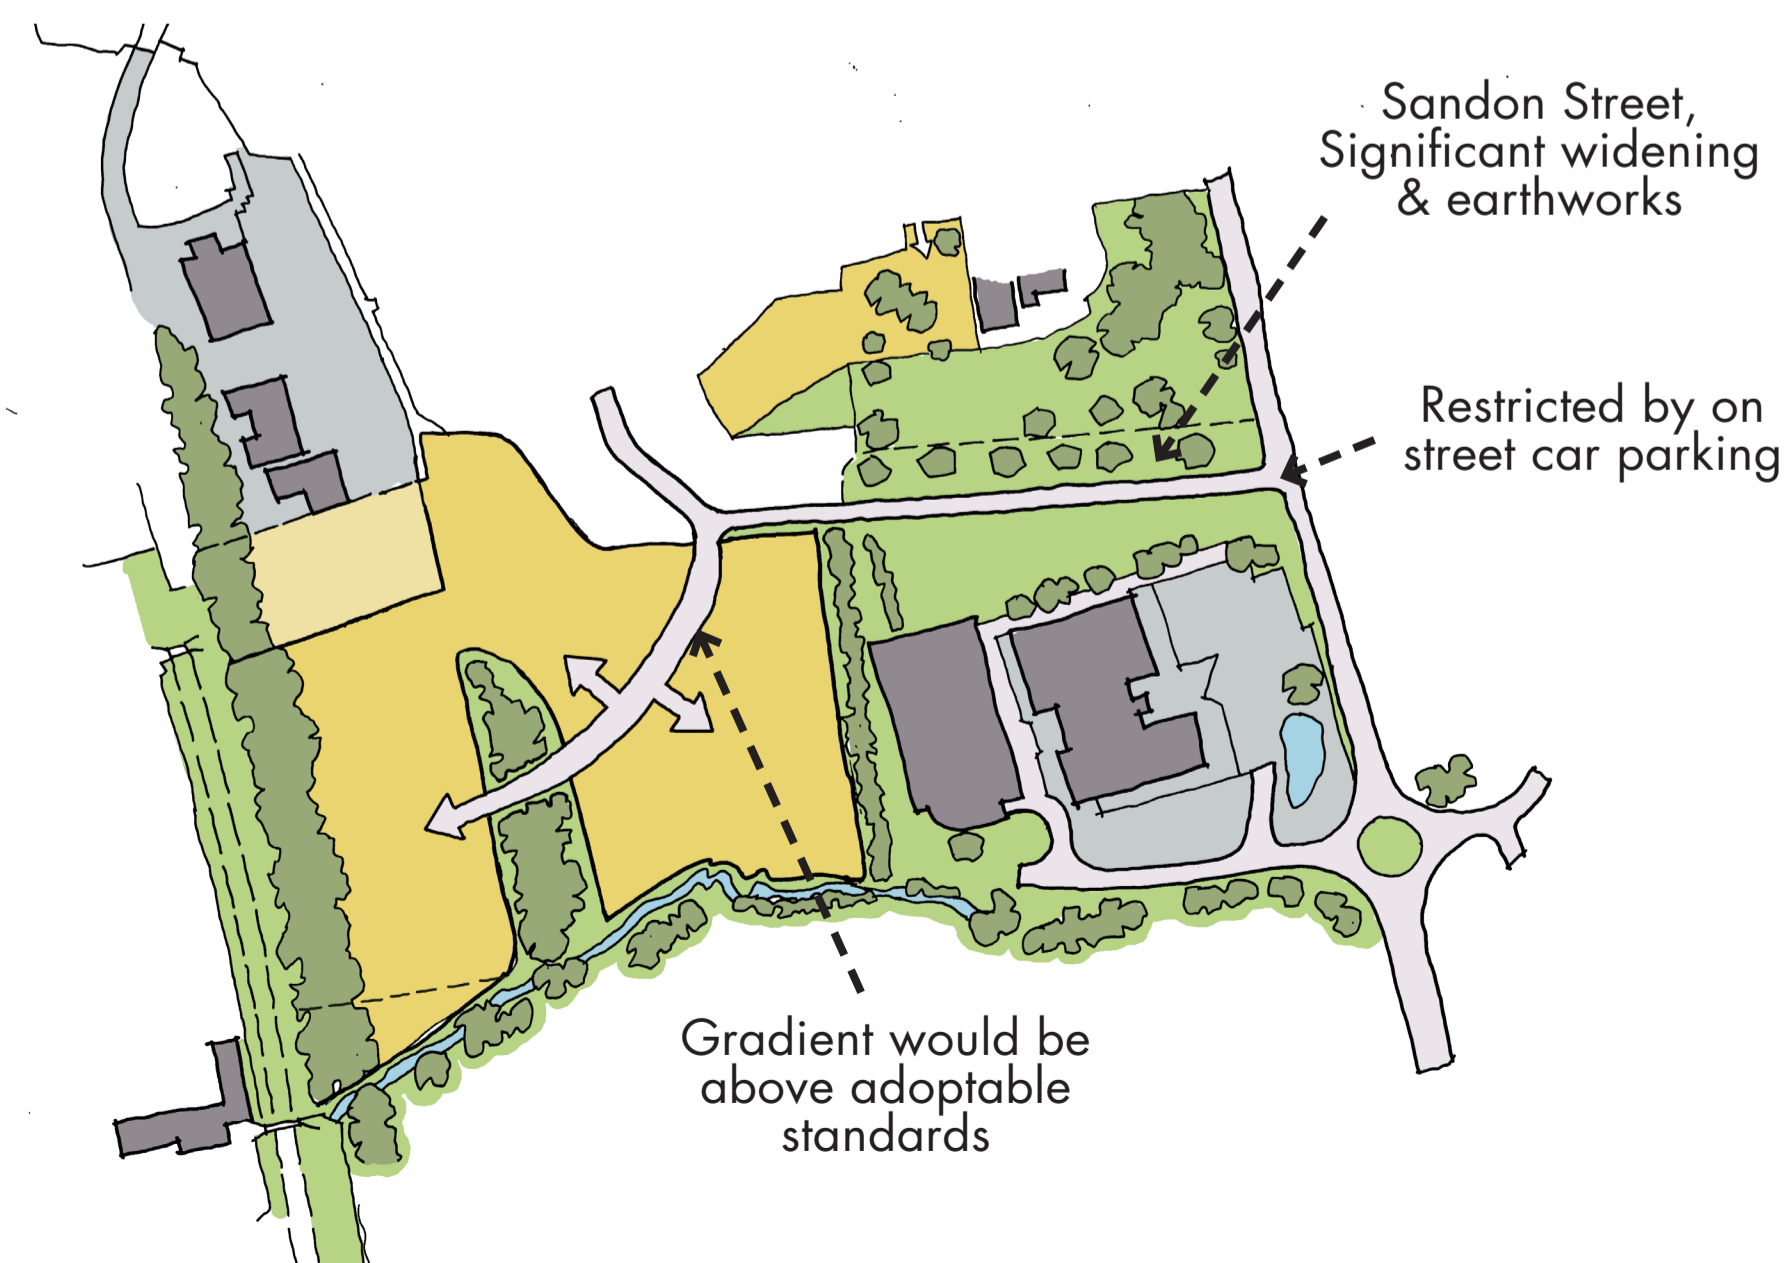 Sandon Street,
Significant widening
& earthworks
Restricted by on
street car parking
Gradient would be
above adoptable
standards